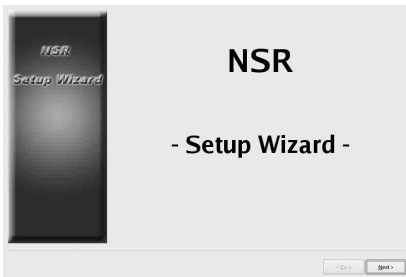 NSR
Setup Wizard
NSR
- Setup Wizard -
< Back
Next >